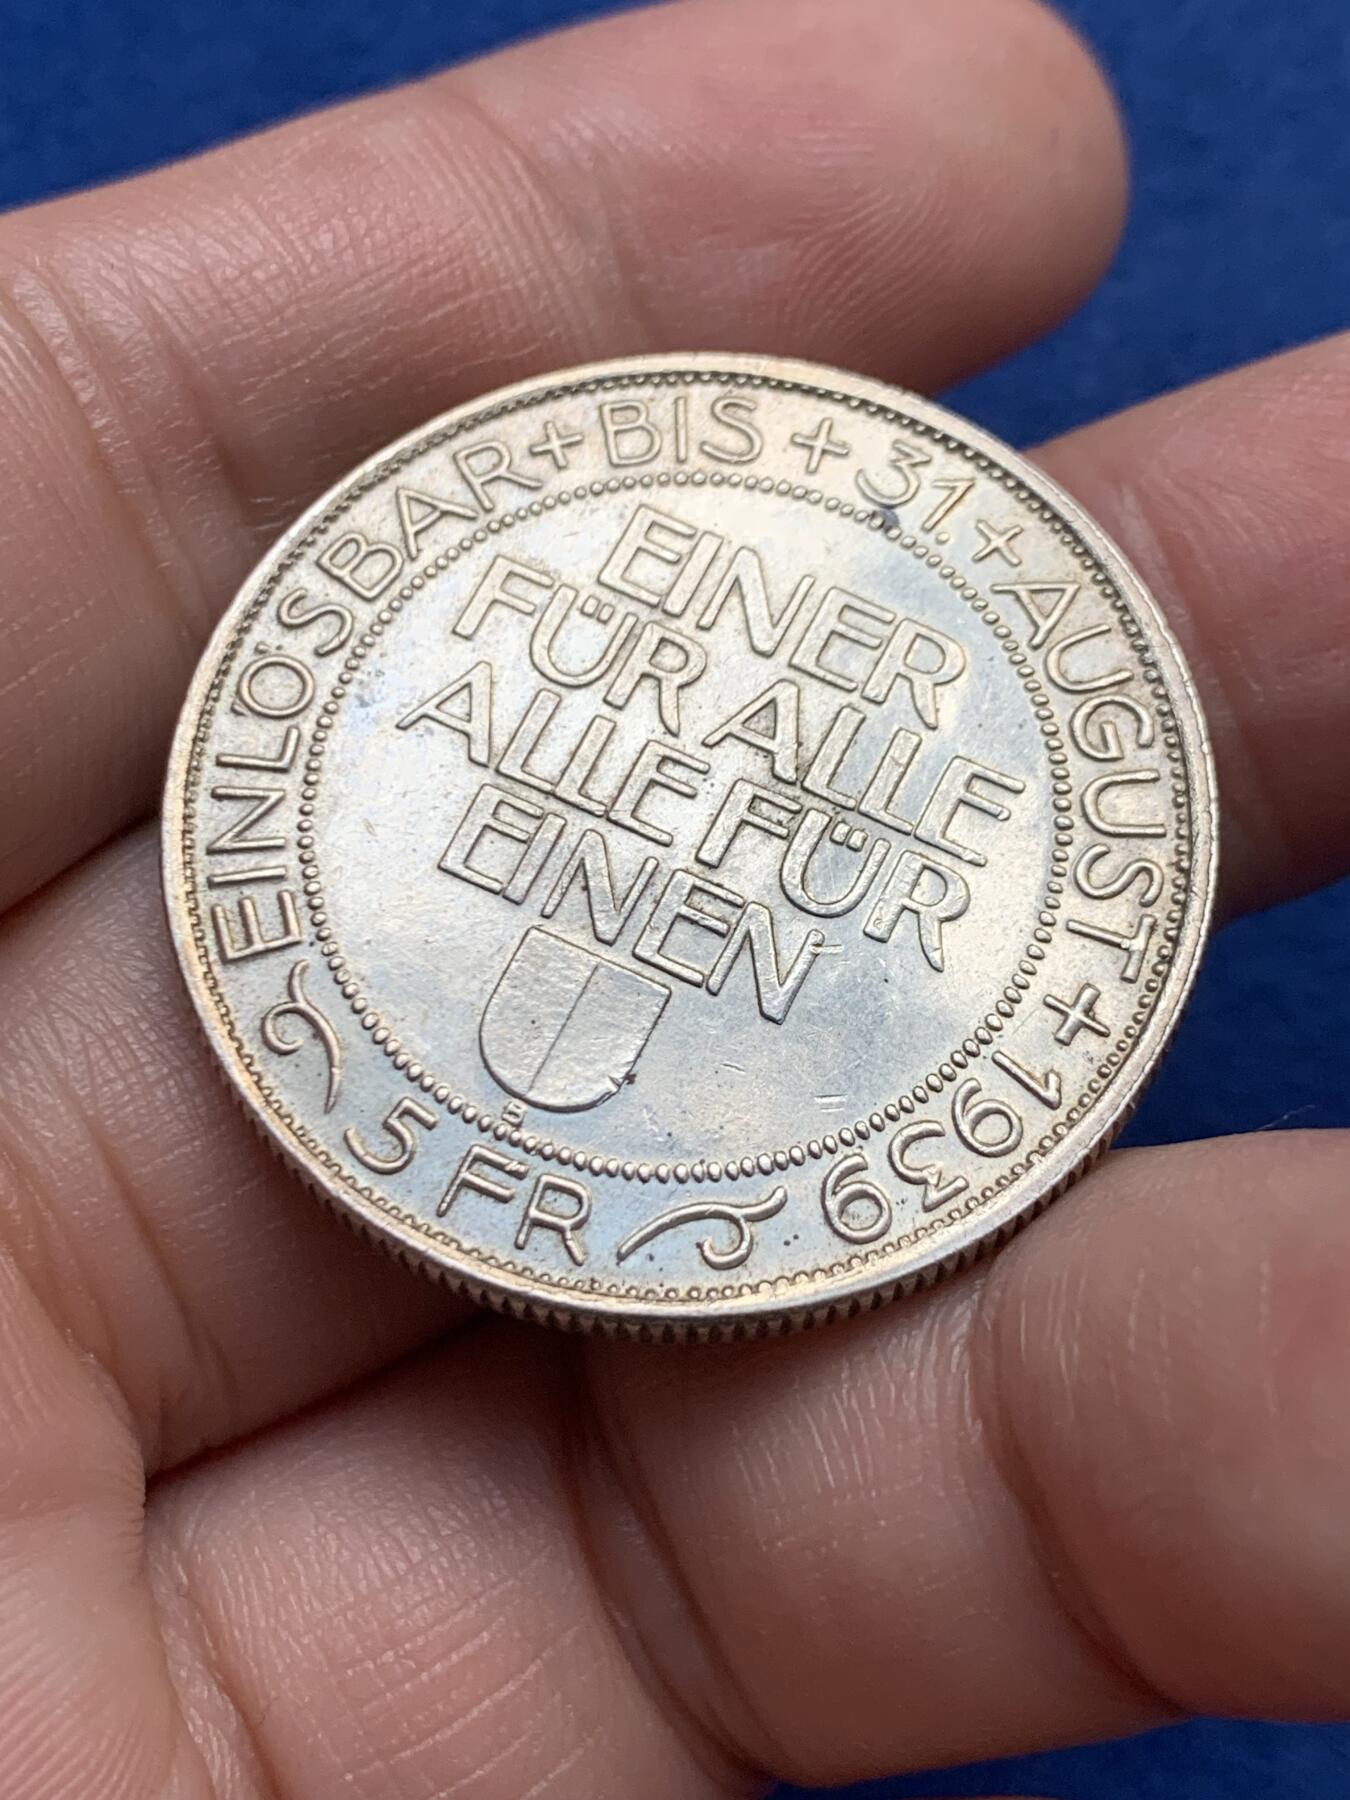 EINLÖSBAR + BIS + 31. + AUGUST + 1939
EINER
FÜR ALLE
ALLE FÜR
EINEN
B
5 FR